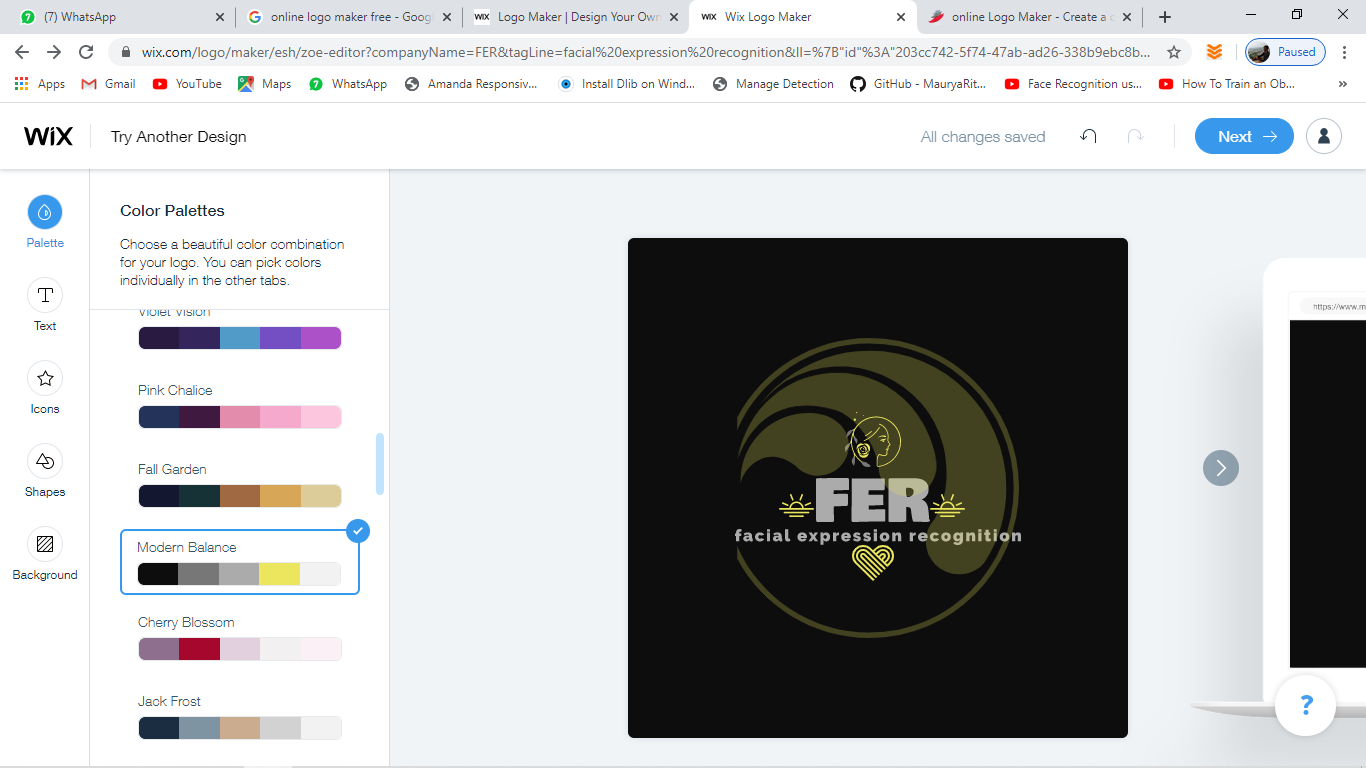 (7) WhatsApp
online logo maker free - Goog
Logo Maker | Design Your Own
Wix Logo Maker
online Logo Maker - Create a c
wix.com/logo/maker/esh/zoe-editor?companyName=FER&tagLine=facial%20expression%20recognition&ll=%7B"id"%3A"203cc742-5f74-47ab-ad26-338b9ebc8b...
Paused
Apps
Gmail
YouTube
Maps
WhatsApp
Amanda Responsiv...
Install Dlib on Wind...
Manage Detection
GitHub - MauryaRit...
Face Recognition us...
How To Train an Ob...
WiX
Try Another Design
All changes saved
Next
Palette
Text
Icons
Shapes
Background
Color Palettes
Choose a beautiful color combination
for your logo. You can pick colors
individually in the other tabs.
Violet Vision
Pink Chalice
Fall Garden
Modern Balance
Cherry Blossom
Jack Frost
FER
facial expression recognition
https://www.m
?